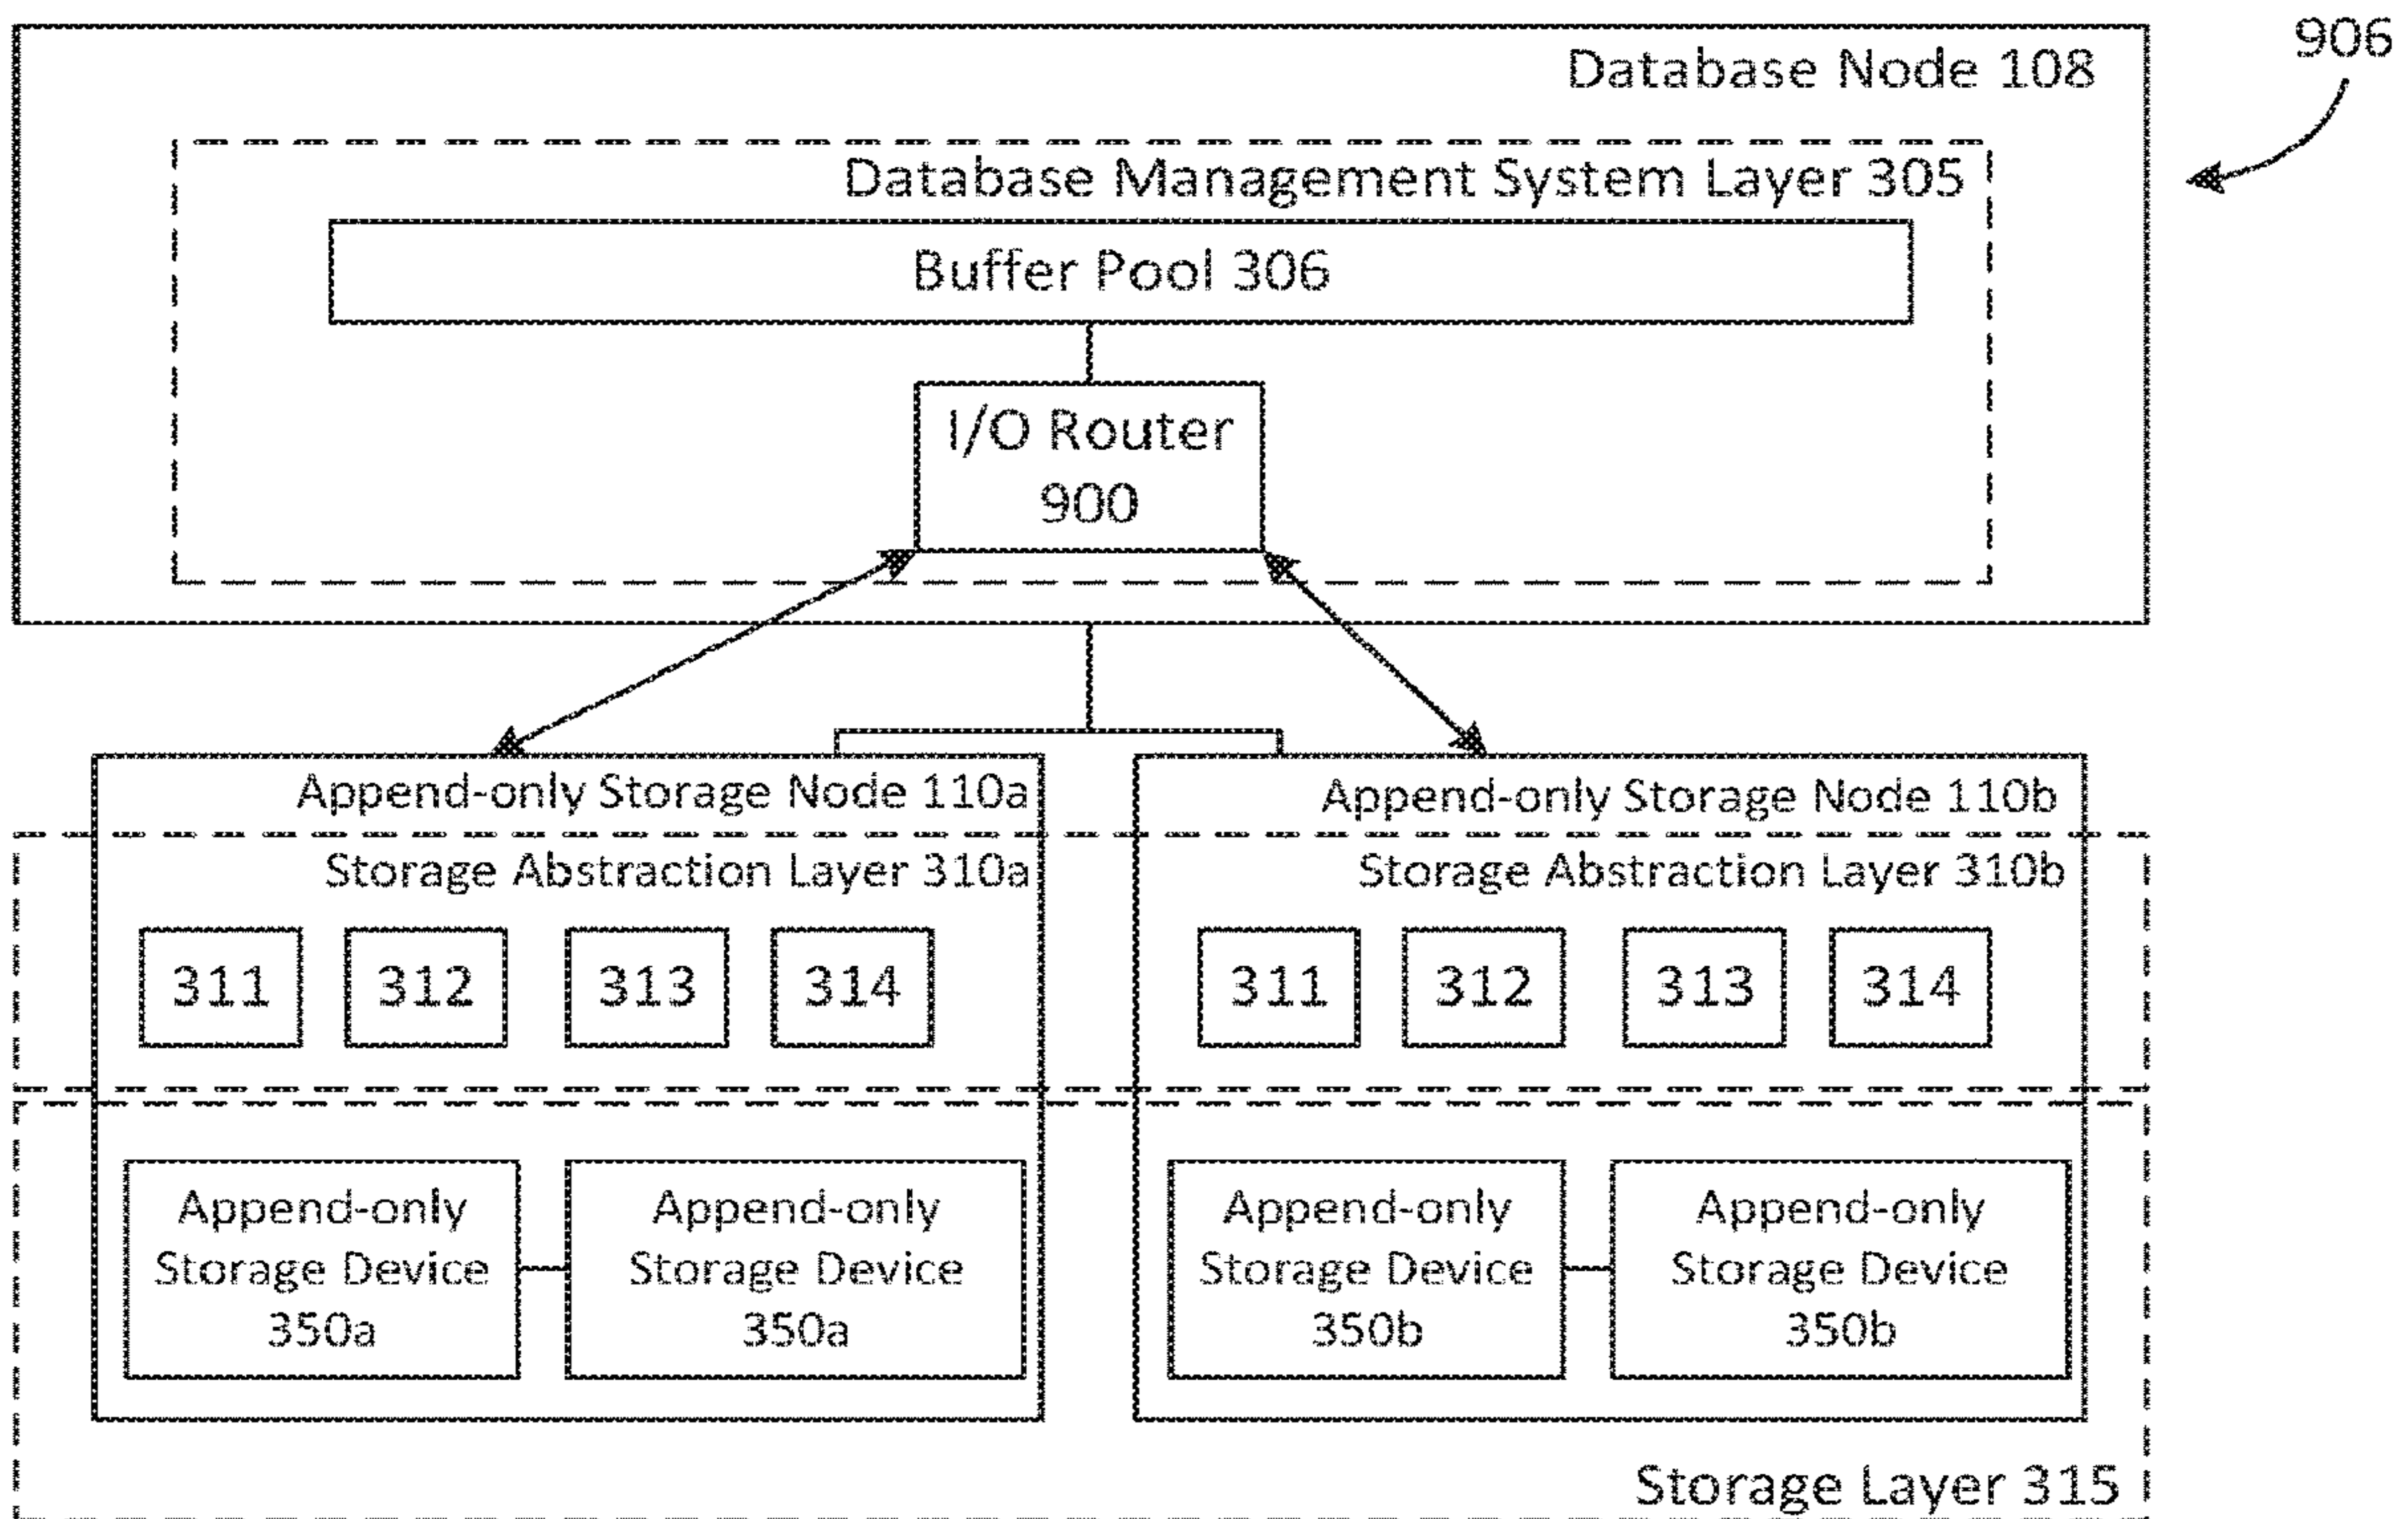 906
Database Node 108
Database Management System Layer 305
Buffer Pool 306
I/O Router
900
Append-only Storage Node 110a
Append-only Storage Node 110b
Storage Abstraction Layer 310a
Storage Abstraction Layer 310b
311
312
313
314
311
312
313
314
Append-only
Storage Device
350a
Append-only
Storage Device
350a
Append-only
Storage Device
350b
Append-only
Storage Device
350b
Storage Layer 315